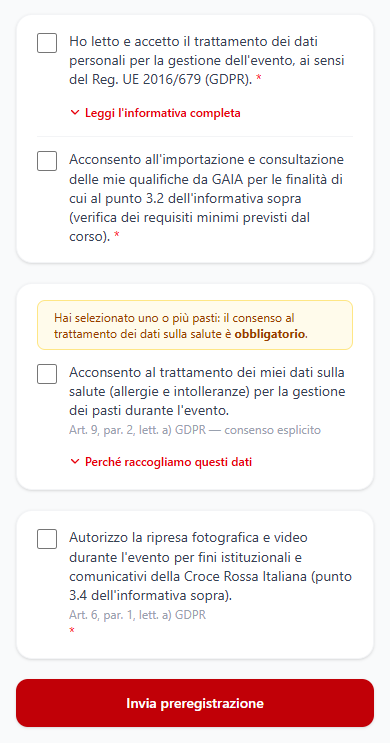 Ho letto e accetto il trattamento dei dati
personali per la gestione dell'evento, ai sensi
del Reg. UE 2016/679 (GDPR). *
Leggi l'informativa completa
Acconsento all'importazione e consultazione
delle mie qualifiche da GAIA per le finalità di
cui al punto 3.2 dell'informativa sopra
(verifica dei requisiti minimi previsti dal
corso). *
Hai selezionato uno o più pasti: il consenso al
trattamento dei dati sulla salute è obbligatorio.
Acconsento al trattamento dei miei dati sulla
salute (allergie e intolleranze) per la gestione
dei pasti durante l'evento.
Art. 9, par. 2, lett. a) GDPR — consenso esplicito
Perché raccogliamo questi dati
Autorizzo la ripresa fotografica e video
durante l'evento per fini istituzionali e
comunicativi della Croce Rossa Italiana (punto
3.4 dell'informativa sopra).
Art. 6, par. 1, lett. a) GDPR
*
Invia preregistrazione